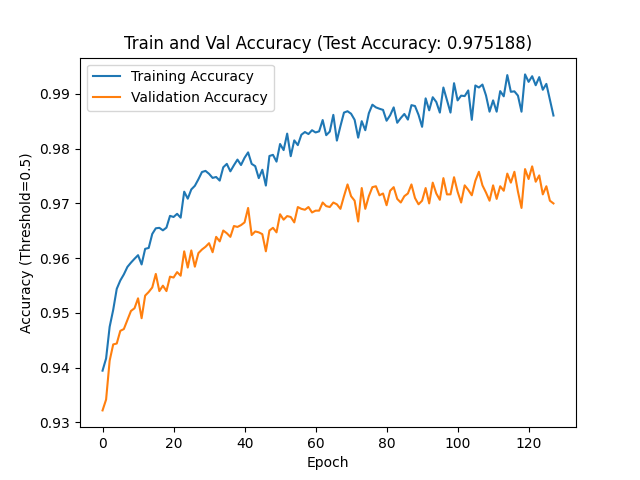 Train and Val Accuracy (Test Accuracy: 0.975188)
Training Accuracy
Validation Accuracy
Accuracy (Threshold=0.5)
0.99
0.98
0.97
0.96
0.95
0.94
0.93
0 20 40 60 80 100 120
Epoch